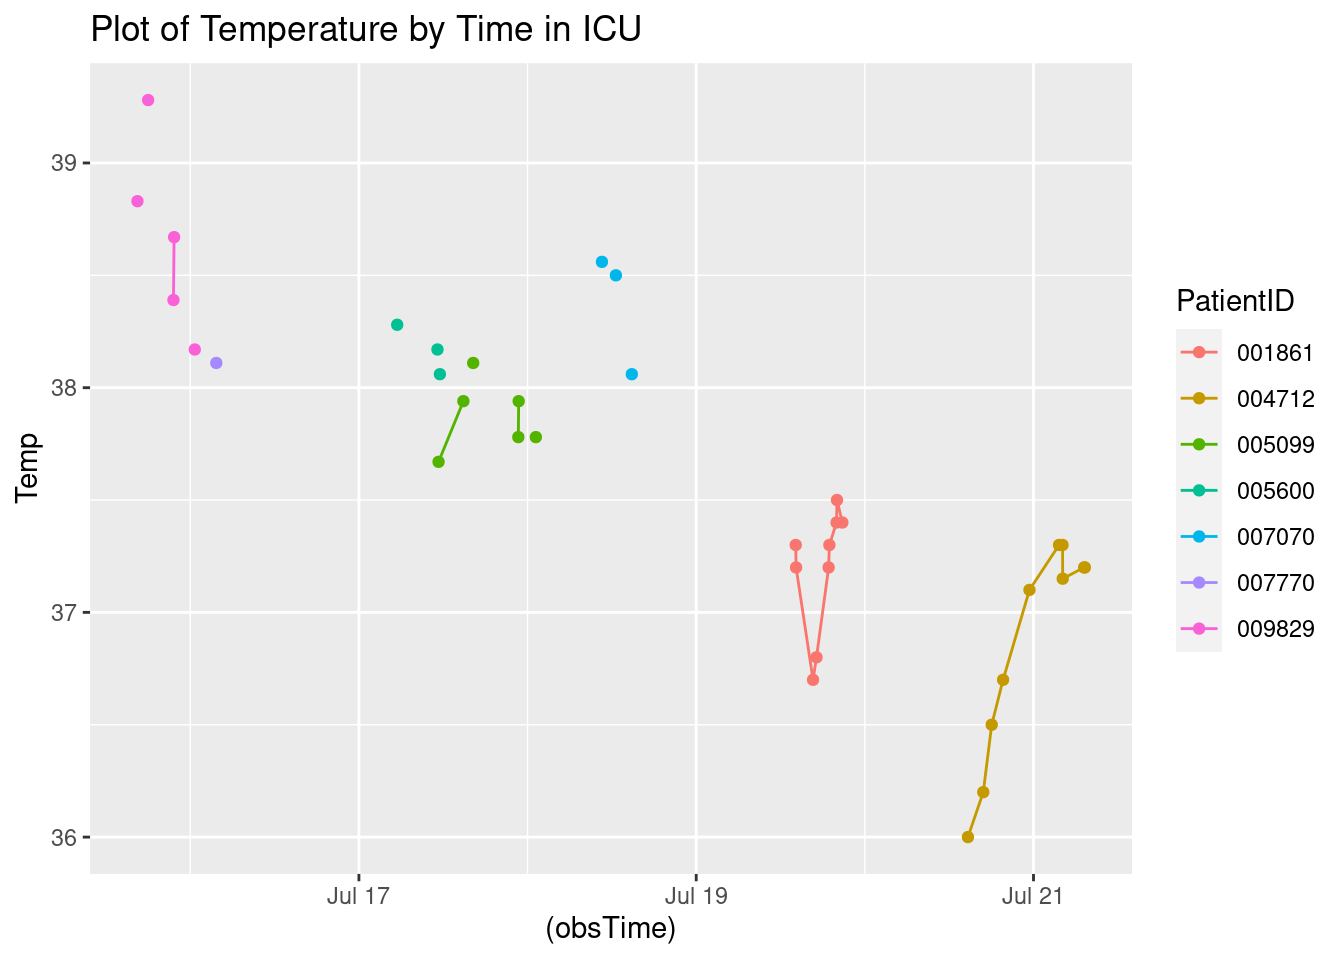 Plot of Temperature by Time in ICU
39
38
37
36
Temp
Jul 17
Jul 19
Jul 21
(obsTime)
PatientID
001861
004712
005099
005600
007070
007770
009829